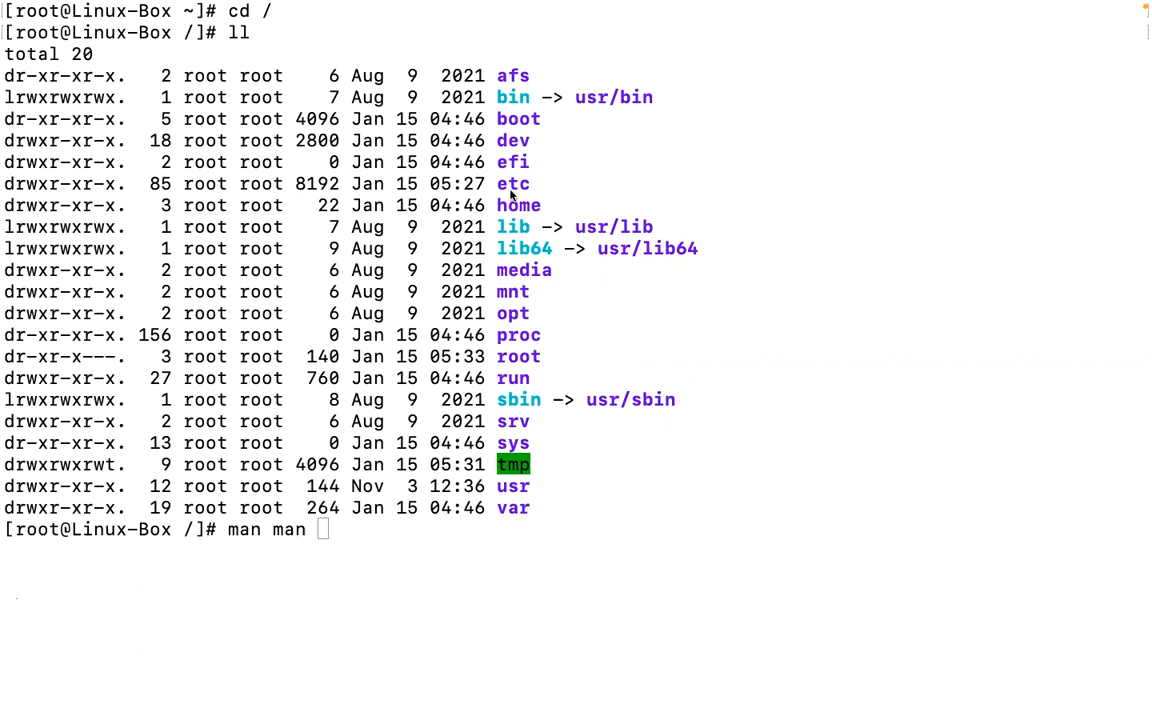 [root@Linux-Box ~]# cd /
[root@Linux-Box /]# ll
total 20
dr-xr-xr-x.   2 root root    6 Aug  9  2021 afs
lrwxrwxrwx.   1 root root    7 Aug  9  2021 bin -> usr/bin
dr-xr-xr-x.   5 root root 4096 Jan 15 04:46 boot
drwxr-xr-x.  18 root root 2800 Jan 15 04:46 dev
drwxr-xr-x.   2 root root    0 Jan 15 04:46 efi
drwxr-xr-x.  85 root root 8192 Jan 15 05:27 etc
drwxr-xr-x.   3 root root   22 Jan 15 04:46 home
lrwxrwxrwx.   1 root root    7 Aug  9  2021 lib -> usr/lib
lrwxrwxrwx.   1 root root    9 Aug  9  2021 lib64 -> usr/lib64
drwxr-xr-x.   2 root root    6 Aug  9  2021 media
drwxr-xr-x.   2 root root    6 Aug  9  2021 mnt
drwxr-xr-x.   2 root root    6 Aug  9  2021 opt
dr-xr-xr-x. 156 root root    0 Jan 15 04:46 proc
dr-xr-x---.   3 root root  140 Jan 15 05:33 root
drwxr-xr-x.  27 root root  760 Jan 15 04:46 run
lrwxrwxrwx.   1 root root    8 Aug  9  2021 sbin -> usr/sbin
drwxr-xr-x.   2 root root    6 Aug  9  2021 srv
dr-xr-xr-x.  13 root root    0 Jan 15 04:46 sys
drwxrwxrwt.   9 root root 4096 Jan 15 05:31 tmp
drwxr-xr-x.  12 root root  144 Nov  3 12:36 usr
drwxr-xr-x.  19 root root  264 Jan 15 04:46 var
[root@Linux-Box /]# man man